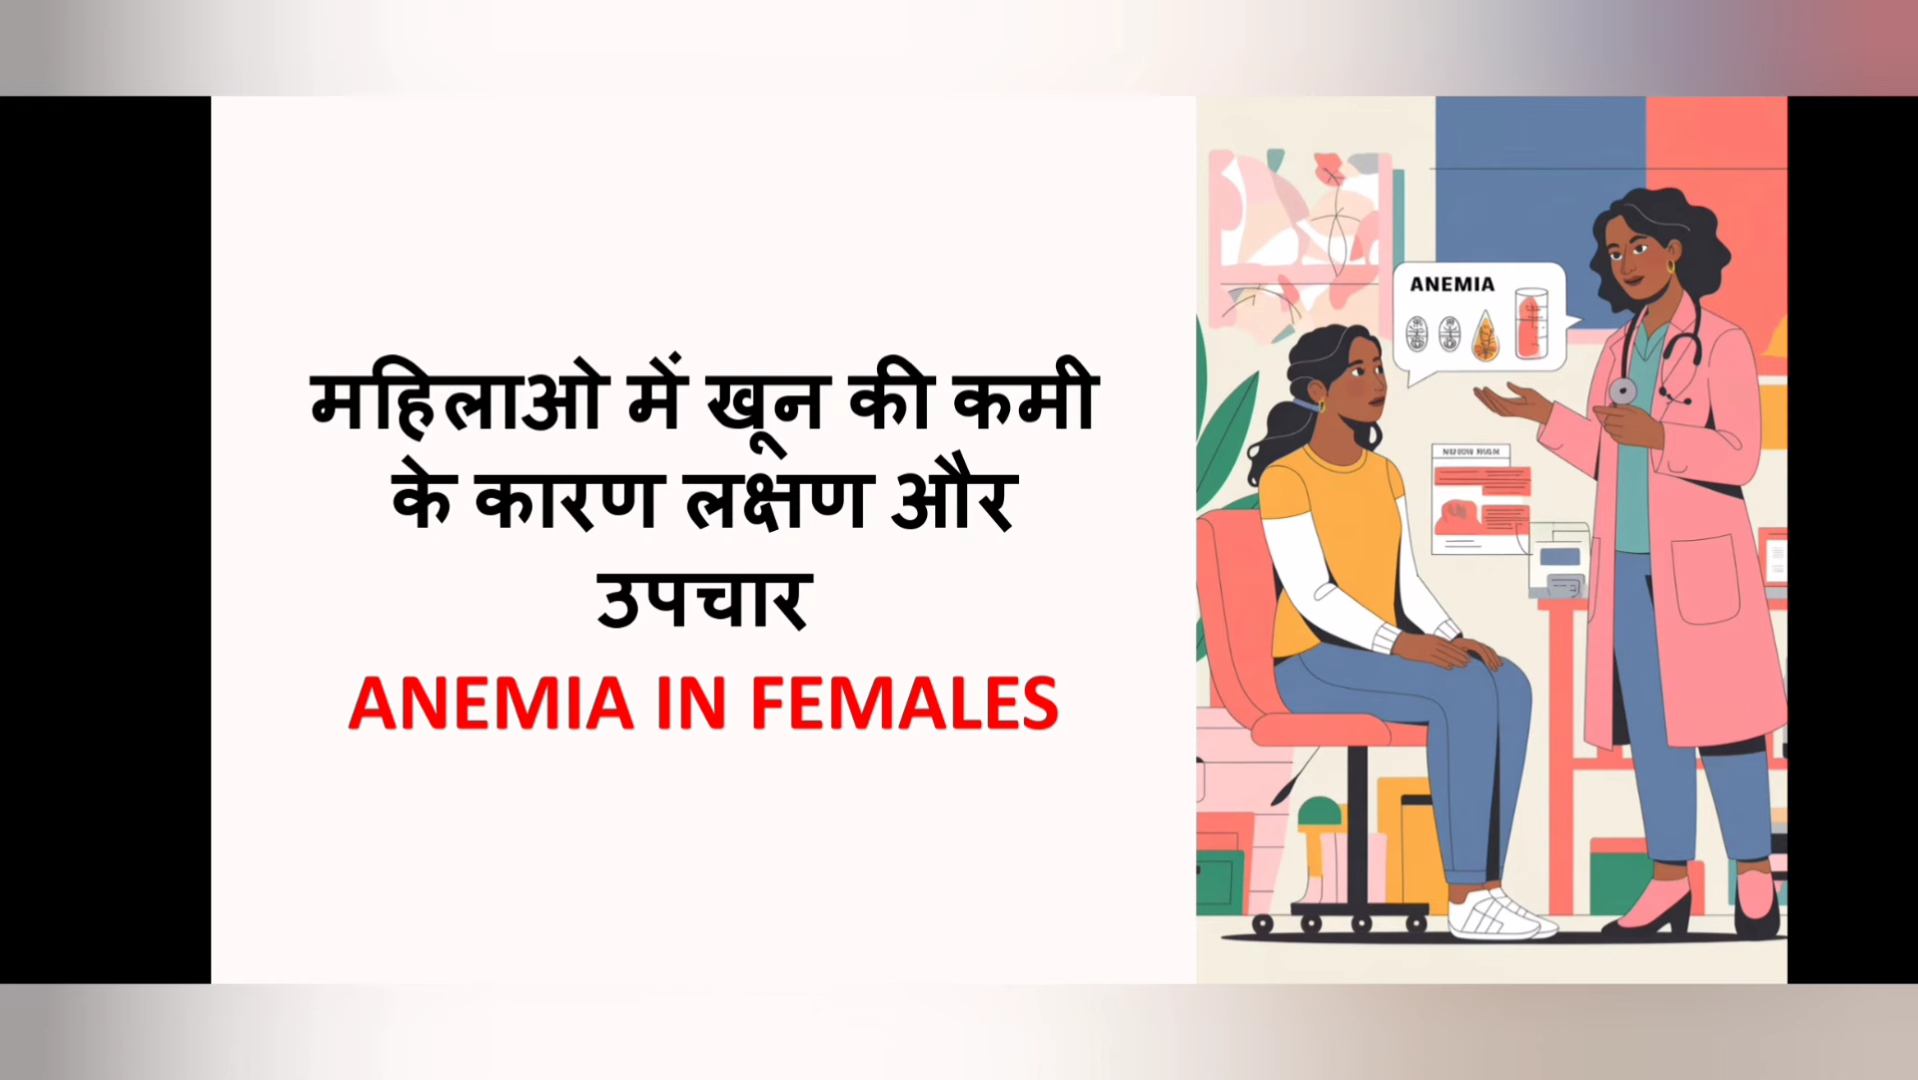 महिलाओ में खून की कमी
के कारण लक्षण और
उपचार
ANEMIA IN FEMALES
ANEMIA